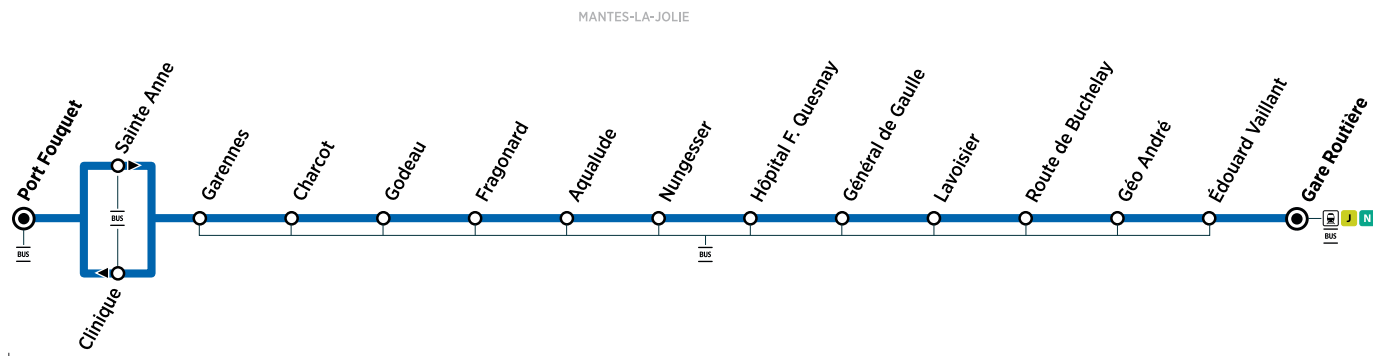 MANTES-LA-JOLIE
Port Fouquet
Sainte Anne
Clinique
Garennes
Charcot
Godeau
Fragonard
Aqualude
Nungesser
Hôpital F. Quesnay
Général de Gaulle
Lavoisier
Route de Buchelay
Géo André
Édouard Vaillant
Gare Routière
BUS
BUS
BUS
J N
BUS